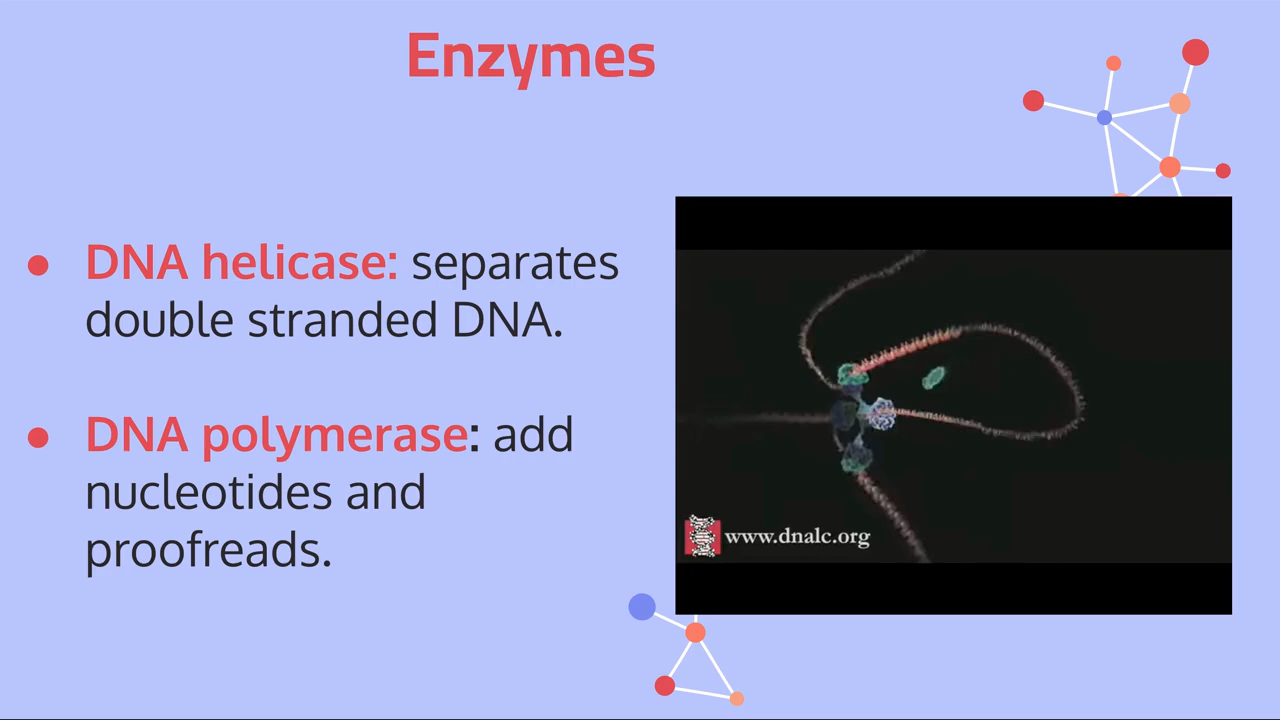 Enzymes
● DNA helicase: separates
double stranded DNA.
● DNA polymerase: add
nucleotides and
proofreads.
www.dnalc.org